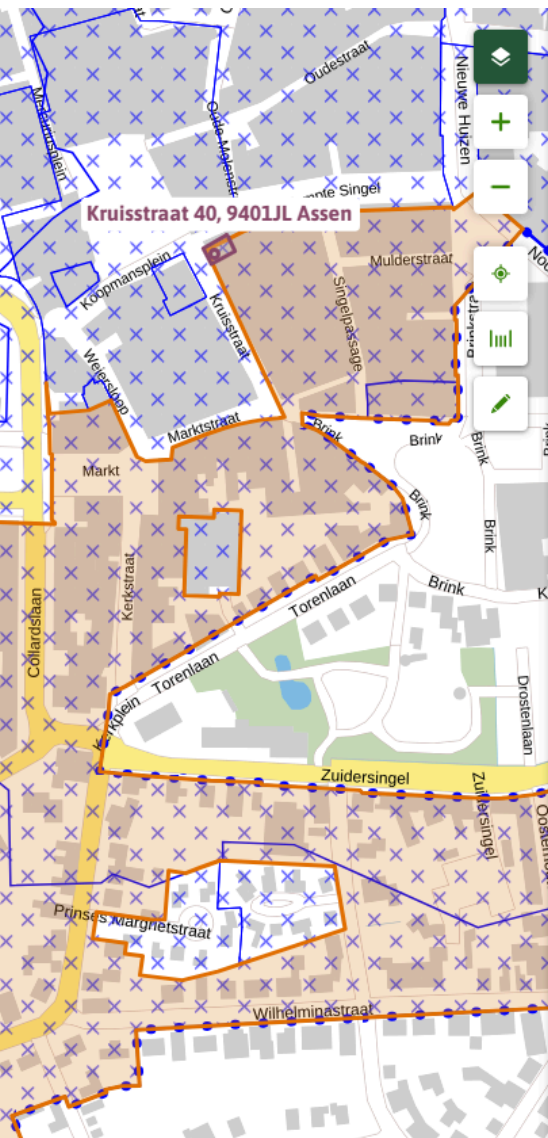 Oudestraat
Nieuwe Huizen
Mercuriusplein
Kruisstraat 40, 9401JL Assen
Singel
Koopmansplein
Mulderstraat
Singelpassage
Kruisstraat
Weiersloop
Marktstraat
Brink
Brink
Brink
Markt
Brink
Brink
Kerkstraat
Torenlaan
Brink
K
Collardslaan
Torenlaan
Drostenlaan
Kerkplein
Zuidersingel
Zuidersingel
Prinses Margrietstraat
Wilhelminastraat